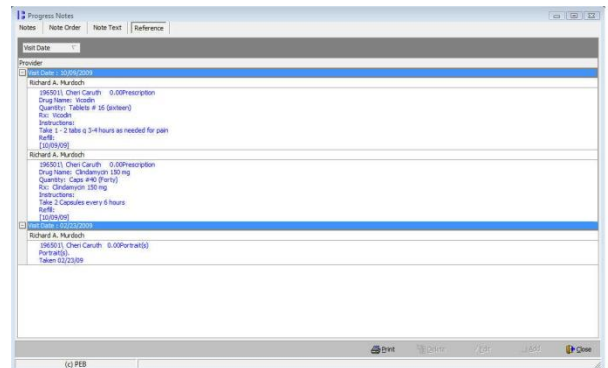 Progress Notes
Notes Note Order Note Text Reference
Visit Date
Provider
Visit Date : 10/09/2009
Richard A. Murdoch
196501\ Cheri Caruth 0.00Prescription
Drug Name: Vicodin
Quantity: Tablets # 16 (sixteen)
Rx: Vicodin
Instructions:
Take 1 - 2 tabs q 3-4 hours as needed for pain
Refill:
[10/09/09]
Richard A. Murdoch
196501\ Cheri Caruth 0.00Prescription
Drug Name: Clindamycin 150 mg
Quantity: Caps #40 (Forty)
Rx: Clindamycin 150 mg
Instructions:
Take 2 Capsules every 6 hours
Refill:
[10/09/09]
Visit Date : 02/23/2009
Richard A. Murdoch
196501\ Cheri Caruth 0.00Portrait(s)
Portrait(s).
Taken 02/23/09
Print Delete Edit Add Close
(c) PEB